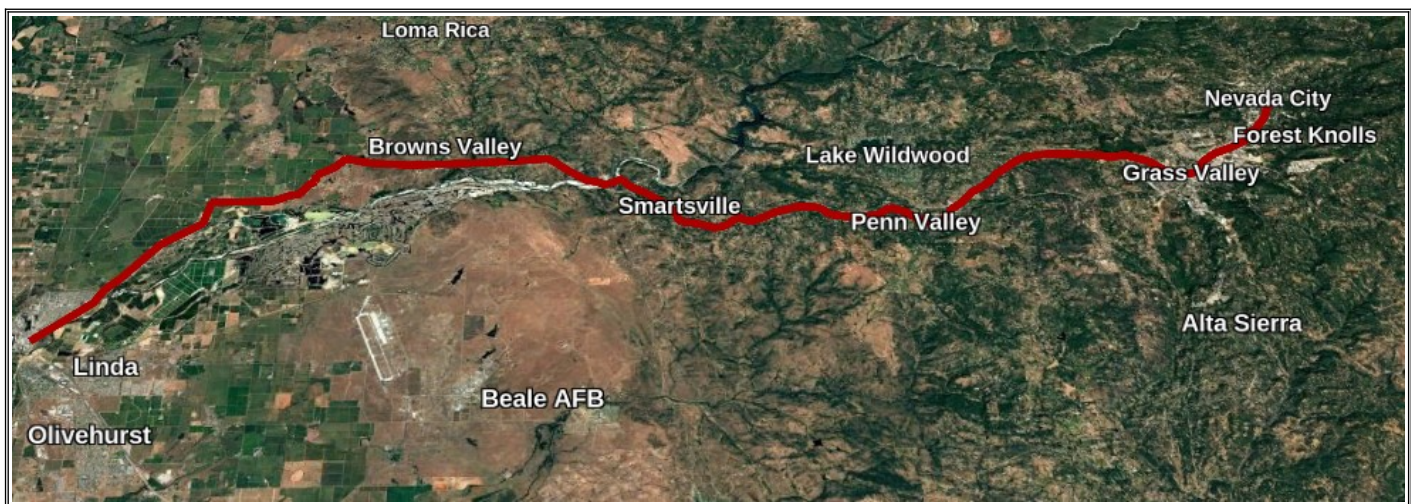 Loma Rica
Nevada City
Forest Knolls
Browns Valley
Lake Wildwood
Grass Valley
Smartsville
Penn Valley
Alta Sierra
Linda
Beale AFB
Olivehurst